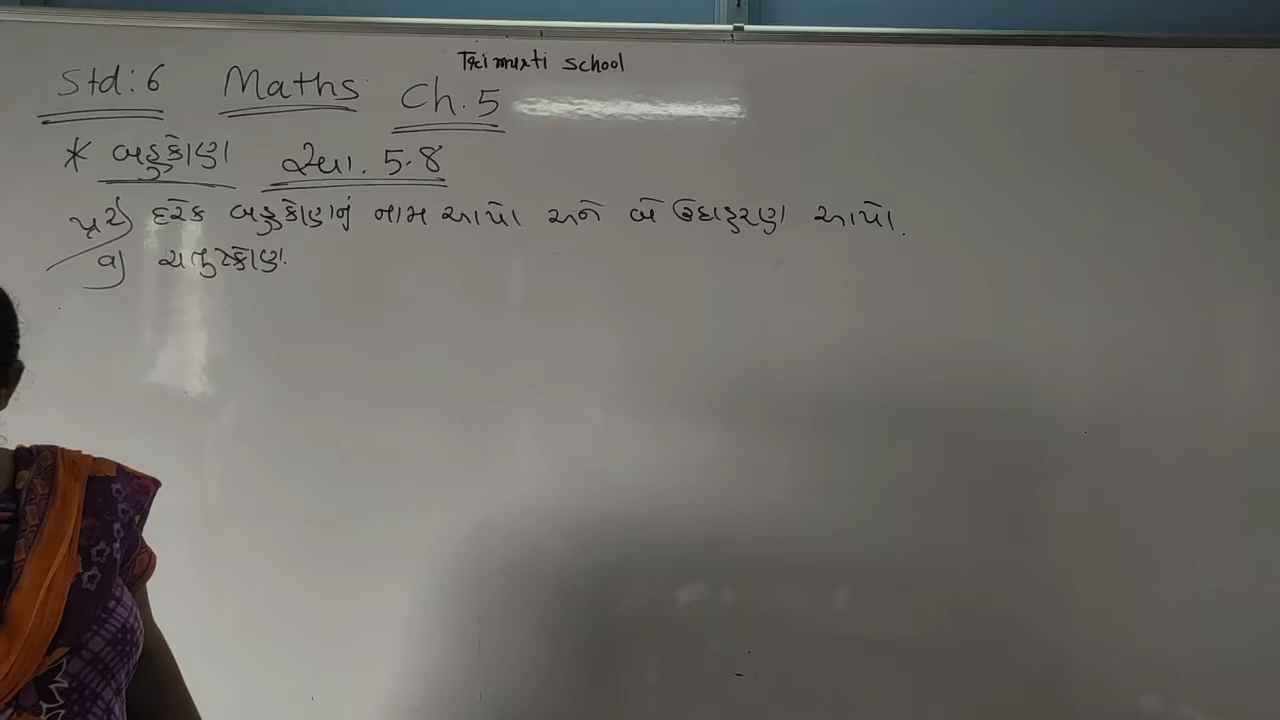 Trimurti school
Std: 6 Maths Ch. 5
* બહુકોણ સ્વા. 5.8
પ્ર૨) દરેક બહુકોણનું નામ આપો અને બે ઉદાહરણ આપો.
a) ચતુષ્કોણ